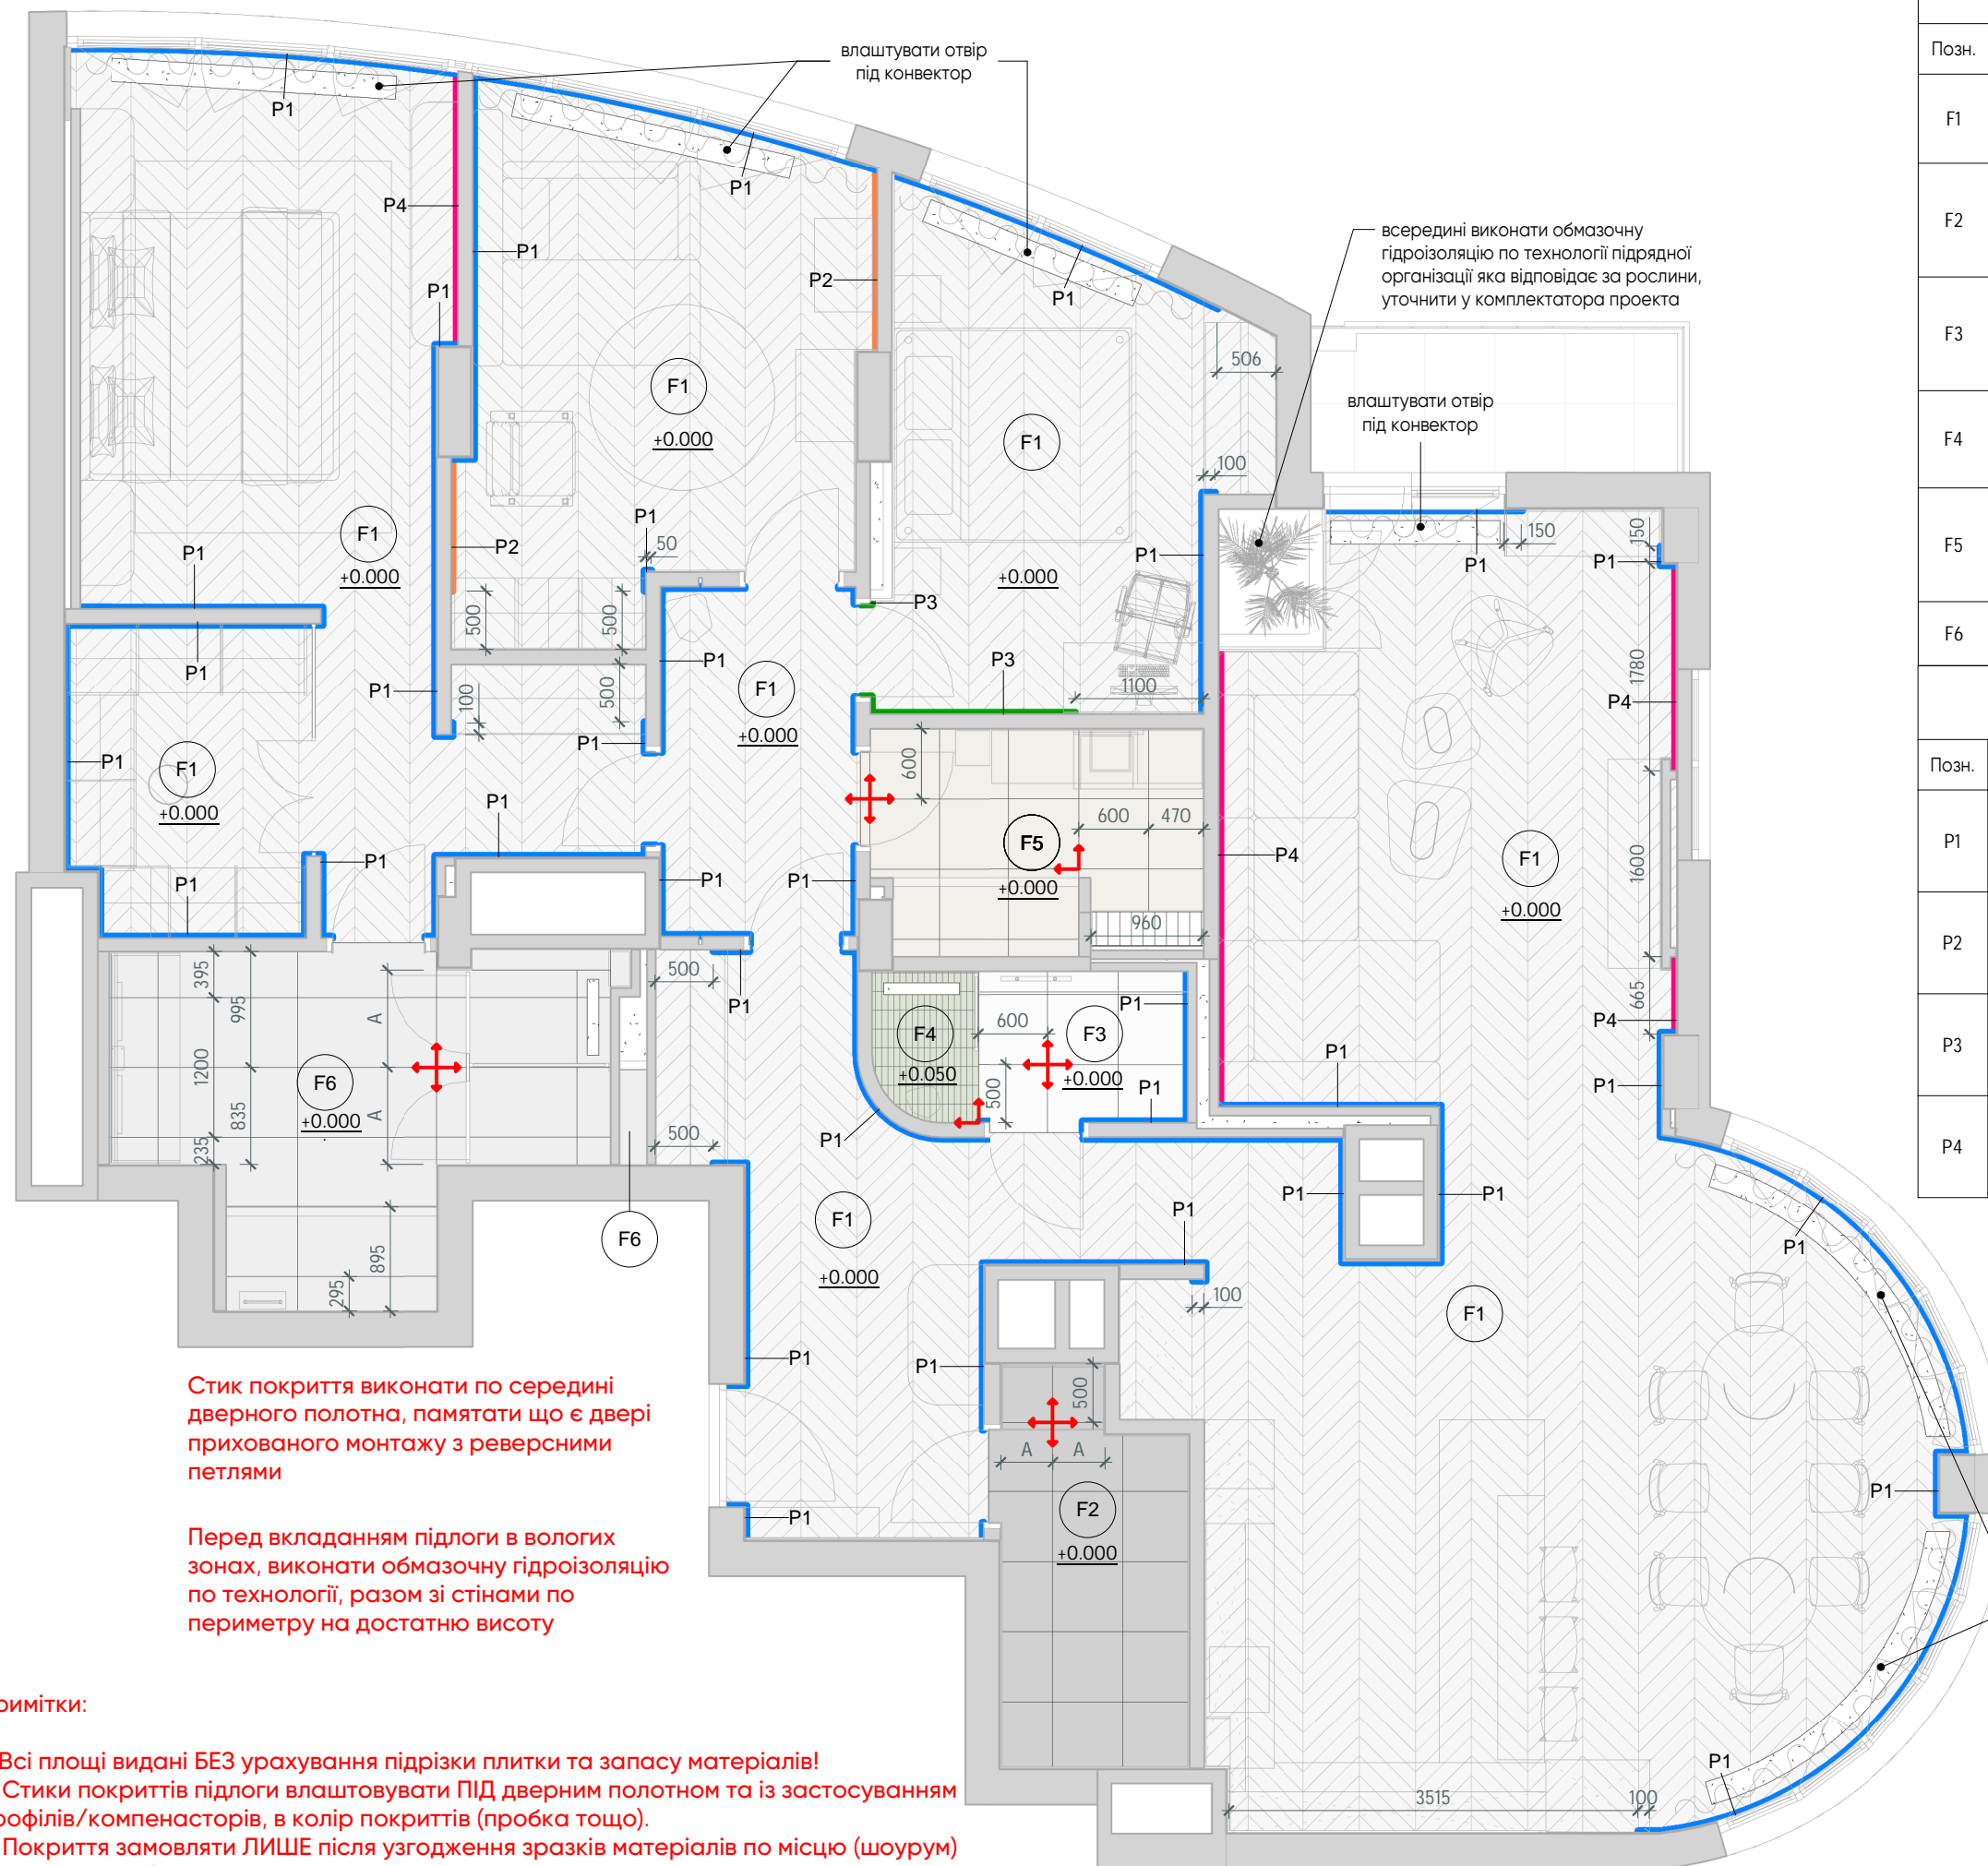 влаштувати отвір
під конвектор
P1
P1
P4
P1
P2
P1
P1
всередині виконати обмазочну
гідроізоляцію по технології підрядної
організації яка відповідає за рослини,
уточнити у комплектатора проекта
506
влаштувати отвір
під конвектор
F1
+0.000
F1
+0.000
F1
+0.000
100
150
150
P1
P1
P1
50
P2
P1
P1
P1
P3
500
500
P1
P3
1100
1780
P4
P1
P1
F1
+0.000
100
500
P1
P1
F1
+0.000
600
600
470
F5
+0.000
P4
F1
+0.000
1600
P1
P1
P1
P1
P1
960
395
995
A
500
P1
P1
665
P4
600
F4
+0.050
F3
+0.000
P1
500
P1
1200
F6
+0.000
835
A
235
500
P1
P1
F1
+0.000
P1
P1
P1
F6
895
295
P1
100
F1
P1
P1
500
A
A
F2
+0.000
P1
P1
P1
3515
100
Стик покриття виконати по середині
дверного полотна, памятати що є двері
прихованого монтажу з реверсними
петлями
Перед вкладанням підлоги в вологих
зонах, виконати обмазочну гідроізоляцію
по технології, разом зі стінами по
периметру на достатню висоту
римітки:
Всі площі видані БЕЗ урахування підрізки плитки та запасу матеріалів!
Стики покриттів підлоги влаштовувати ПІД дверним полотном та із застосуванням
рофілів/компенасторів, в колір покриттів (пробка тощо).
Покриття замовляти ЛИШЕ після узгодження зразків матеріалів по місцю (шоурум)
Позн.
F1
F2
F3
F4
F5
F6
Позн.
P1
P2
P3
P4